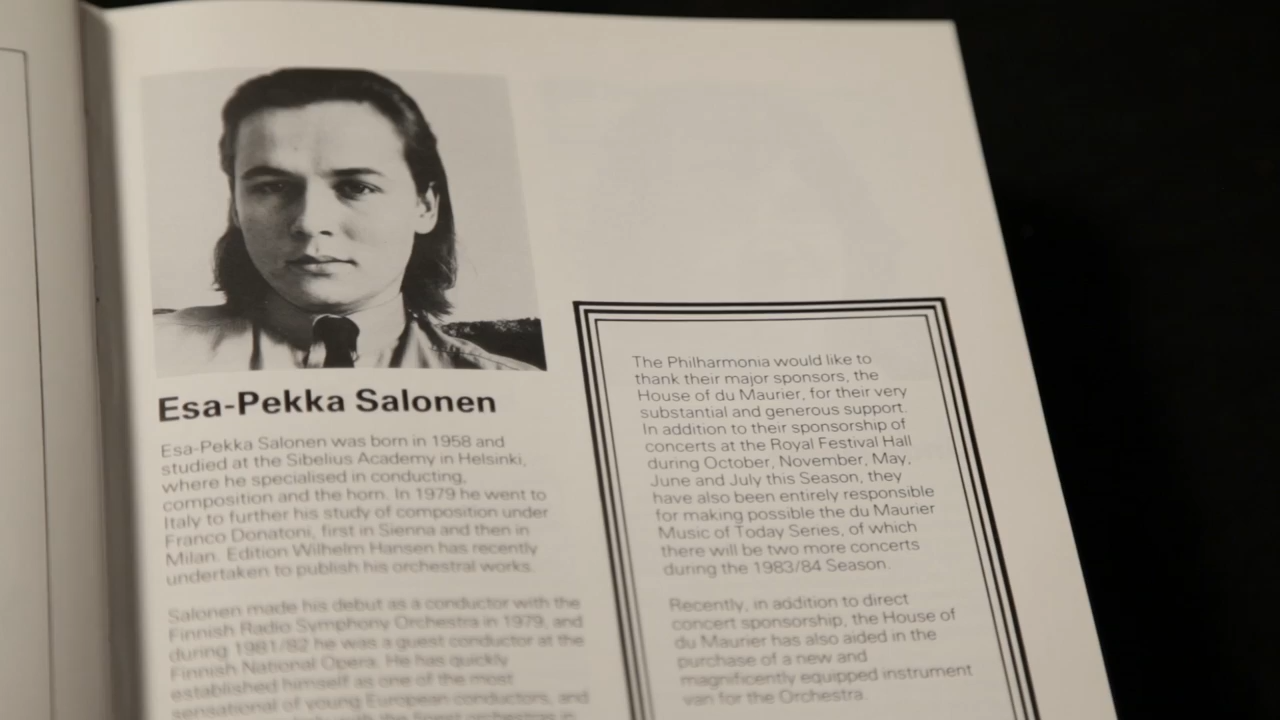 Esa-Pekka Salonen
Esa-Pekka Salonen was born in 1958 and
studied at the Sibelius Academy in Helsinki,
where he specialised in conducting,
composition and the horn. In 1979 he went to
Italy to further his study of composition under
Franco Donatoni, first in Sienna and then in
Milan. Edition Wilhelm Hansen has recently
undertaken to publish his orchestral works.
Salonen made his debut as a conductor with the
Finnish Radio Symphony Orchestra in 1979, and
during 1981/82 he was a guest conductor at the
Finnish National Opera. He has quickly
established himself as one of the most
sensational of young European conductors, and
the finest orchestras in
The Philharmonia would like to
thank their major sponsors, the
House of du Maurier, for their very
substantial and generous support.
In addition to their sponsorship of
concerts at the Royal Festival Hall
during October, November, May,
June and July this Season, they
have also been entirely responsible
for making possible the du Maurier
Music of Today Series, of which
there will be two more concerts
during the 1983/84 Season.
Recently, in addition to direct
concert sponsorship, the House of
du Maurier has also aided in the
purchase of a new and
magnificently equipped instrument
van for the Orchestra.